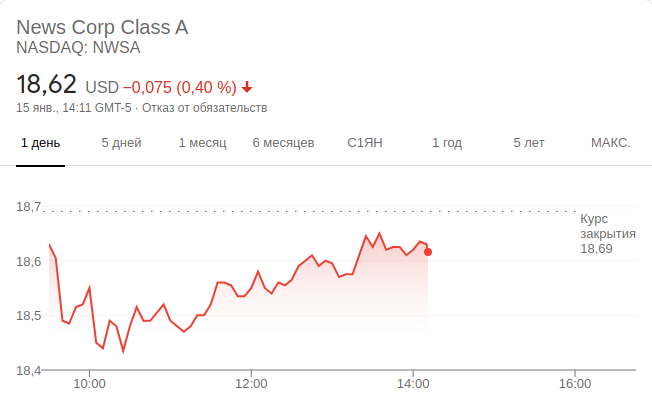 News Corp Class A
NASDAQ: NWSA
18,62 USD −0,075 (0,40 %)
15 янв., 14:11 GMT-5 · Отказ от обязательств
1 день 5 дней 1 месяц 6 месяцев С1ЯН 1 год 5 лет МАКС.
18,7
Курс
закрытия
18,69
18,6
18,5
18,4
10:00 12:00 14:00 16:00